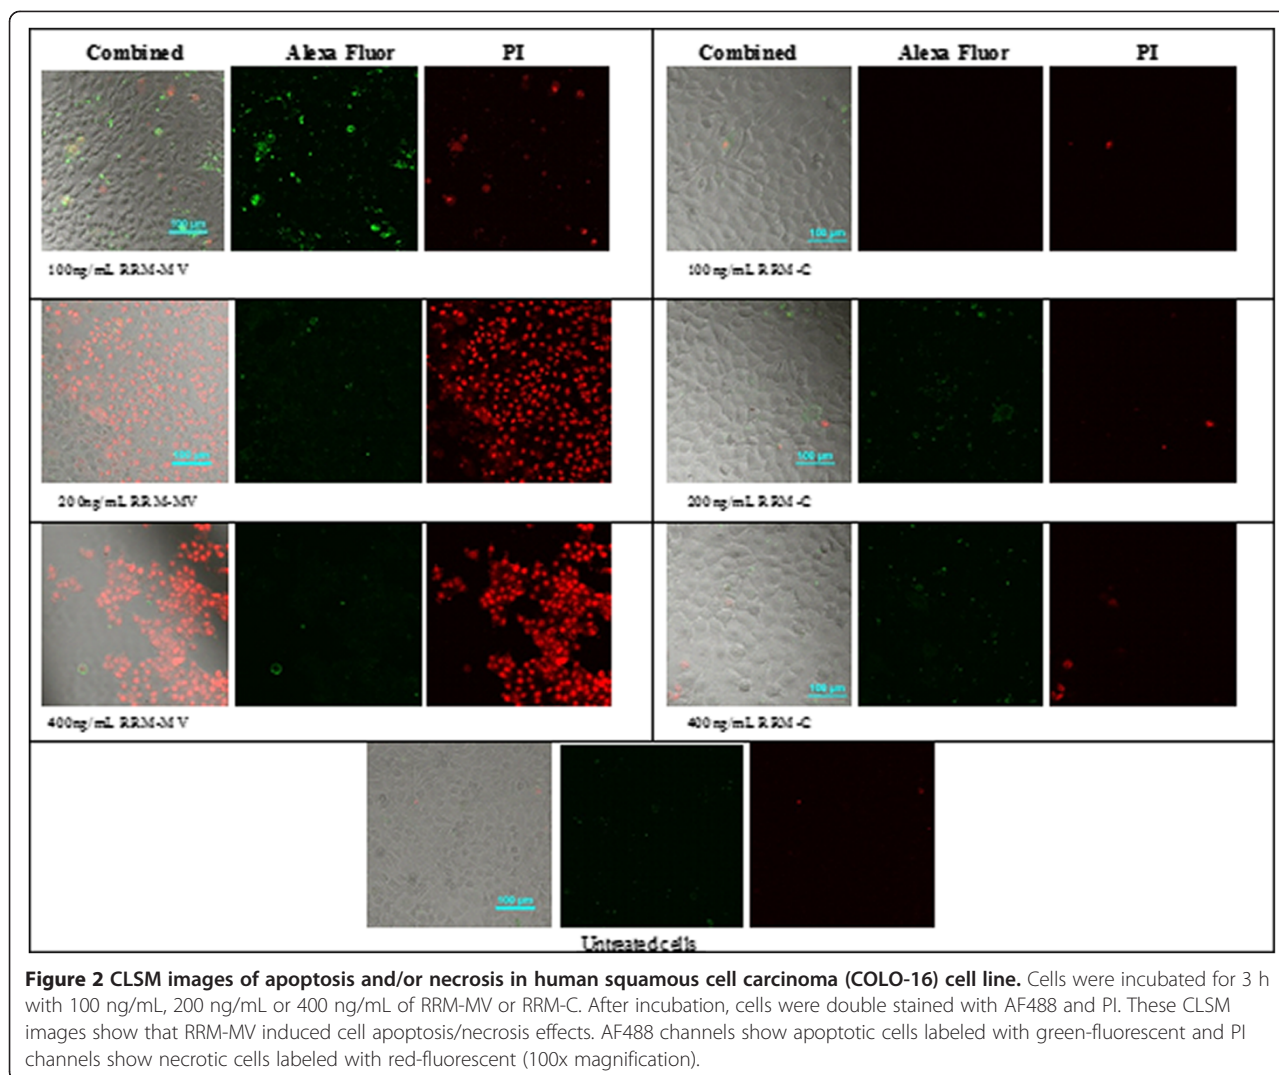 Combined Alexa Fluor PI
Combined Alexa Fluor PI
100 µm
100 µm
100ng/mL RRM-MV
100ng/mL RRM-C
100 µm
100 µm
200ng/mL RRM-MV
200ng/mL RRM-C
100 µm
400ng/mL RRM-MV
400ng/mL RRM-C
100 µm
Untreated cells
Figure 2 CLSM images of apoptosis and/or necrosis in human squamous cell carcinoma (COLO-16) cell line. Cells were incubated for 3 h
with 100 ng/mL, 200 ng/mL or 400 ng/mL of RRM-MV or RRM-C. After incubation, cells were double stained with AF488 and PI. These CLSM
images show that RRM-MV induced cell apoptosis/necrosis effects. AF488 channels show apoptotic cells labeled with green-fluorescent and PI
channels show necrotic cells labeled with red-fluorescent (100x magnification).